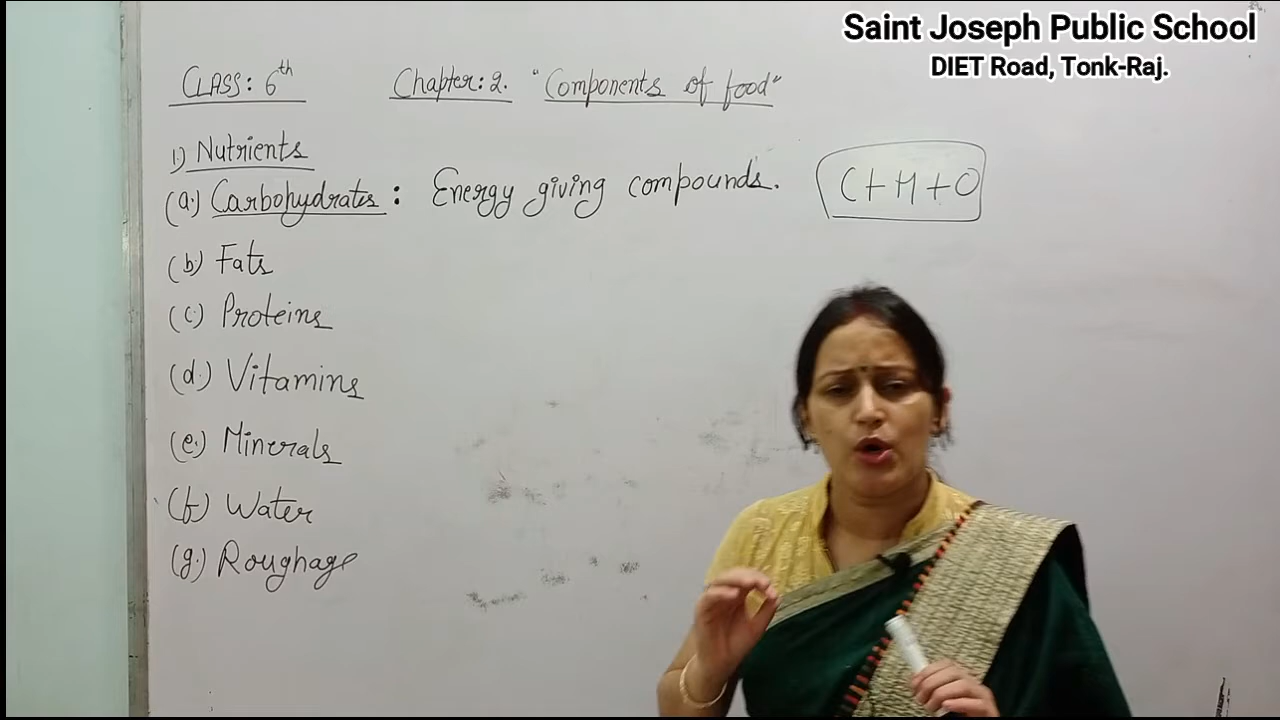 Saint Joseph Public School
DIET Road, Tonk-Raj.
CLASS: 6th Chapter: 2. "Components of food"
1.) Nutrients
(a.) Carbohydrates : Energy giving compounds. C+H+O
(b.) Fats
(c.) Proteins
(d.) Vitamins
(e.) Minerals
(f.) Water
(g.) Roughage